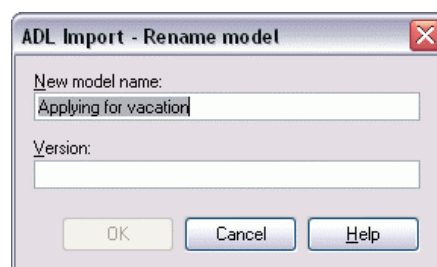 ADL Import - Rename model
New model name:
Applying for vacation
Version:
OK Cancel Help